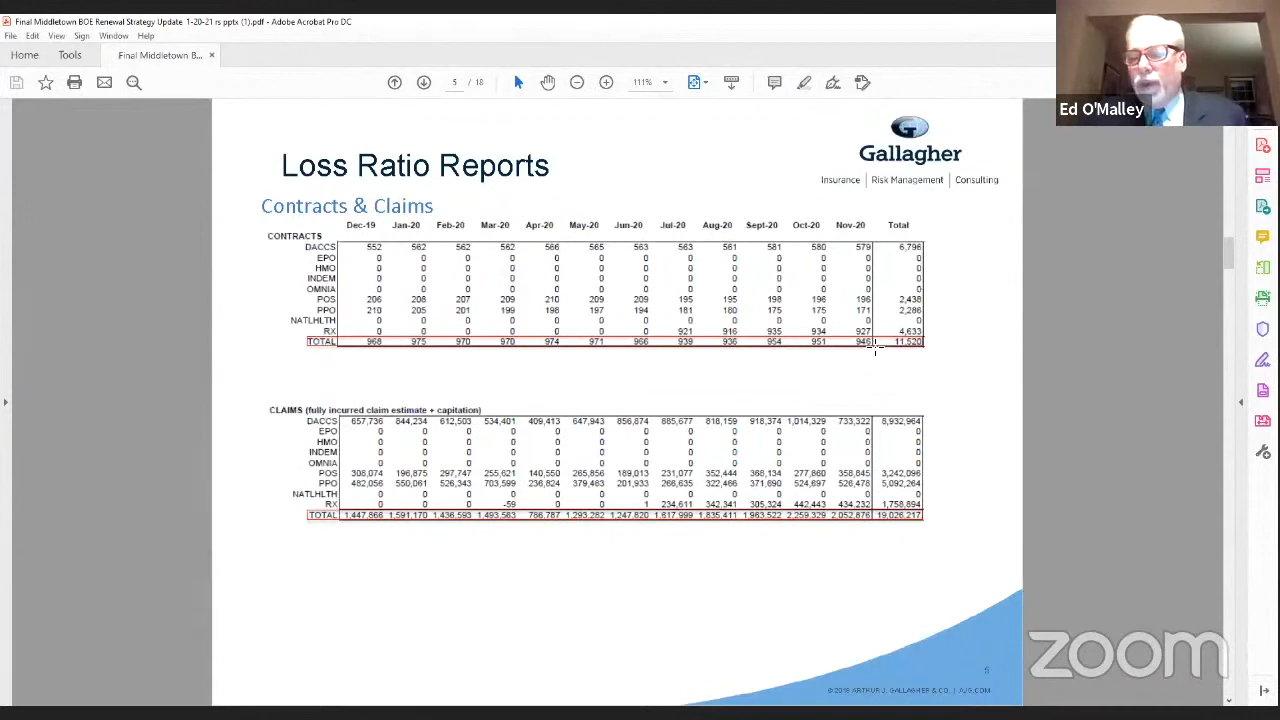 Final Middletown BOE Renewal Strategy Update 1-20-21 rs pptx (1).pdf - Adobe Acrobat Pro DC
File Edit View Sign Window Help
Home Tools Final Middletown B... ×
5 / 18 111%
Ed O'Malley
Gallagher
Insurance | Risk Management | Consulting
Loss Ratio Reports
Contracts & Claims
Dec-19 Jan-20 Feb-20 Mar-20 Apr-20 May-20 Jun-20 Jul-20 Aug-20 Sept-20 Oct-20 Nov-20 Total
CONTRACTS
DACCS 552 562 562 562 566 565 563 563 561 581 580 579 6,796
EPO 0 0 0 0 0 0 0 0 0 0 0 0 0
HMO 0 0 0 0 0 0 0 0 0 0 0 0 0
INDEM 0 0 0 0 0 0 0 0 0 0 0 0 0
OMNIA 0 0 0 0 0 0 0 0 0 0 0 0 0
POS 206 208 207 209 210 209 209 195 195 198 196 196 2,438
PPO 210 205 201 199 198 197 194 181 180 175 175 171 2,286
NATLHLTH 0 0 0 0 0 0 0 0 0 0 0 0 0
RX 0 0 0 0 0 0 0 921 916 935 934 927 4,633
TOTAL 968 975 970 970 974 971 966 939 936 954 951 946 11,520
CLAIMS (fully incurred claim estimate + capitation)
DACCS 657,736 844,234 612,503 534,401 409,413 647,943 856,874 885,677 818,159 918,374 1,014,329 733,322 8,932,964
EPO 0 0 0 0 0 0 0 0 0 0 0 0 0
HMO 0 0 0 0 0 0 0 0 0 0 0 0 0
INDEM 0 0 0 0 0 0 0 0 0 0 0 0 0
OMNIA 0 0 0 0 0 0 0 0 0 0 0 0 0
POS 308,074 196,875 297,747 255,621 140,550 265,856 189,013 231,077 352,444 368,134 277,860 358,845 3,242,096
PPO 482,056 550,061 526,343 703,599 236,824 379,483 201,933 266,635 322,466 371,690 524,697 526,478 5,092,264
NATLHLTH 0 0 0 0 0 0 0 0 0 0 0 0 0
RX 0 0 0 -59 0 0 1 234,611 342,341 305,324 442,443 434,232 1,758,894
TOTAL 1,447,866 1,591,170 1,436,593 1,493,563 786,787 1,293,282 1,247,820 1,617,999 1,835,411 1,963,522 2,259,329 2,052,876 19,026,217
zoom
© 2018 ARTHUR J. GALLAGHER & CO. | AJG.COM